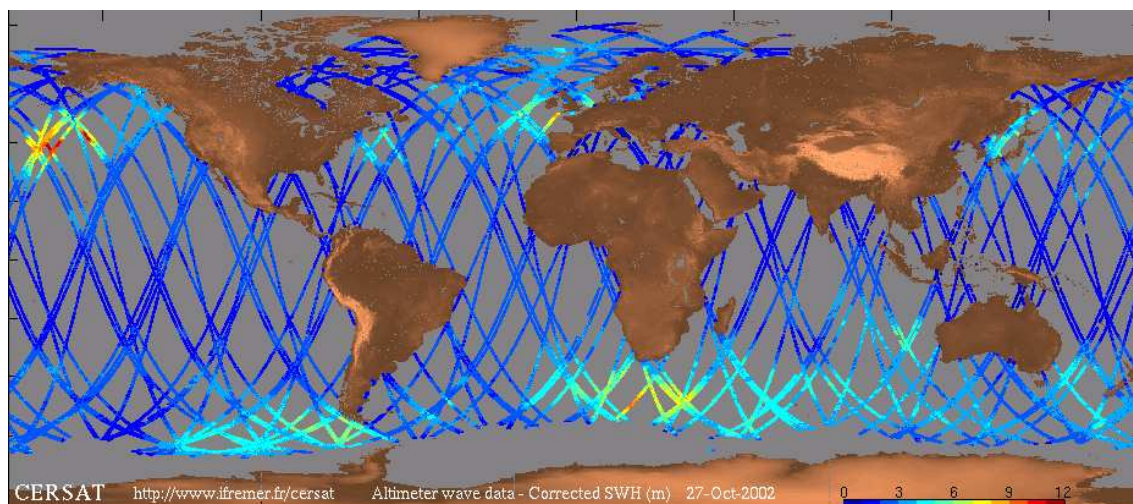 CERSAT http://www.ifremer.fr/cersat Altimeter wave data - Corrected SWH (m) 27-Oct-2002 0 3 6 9 12